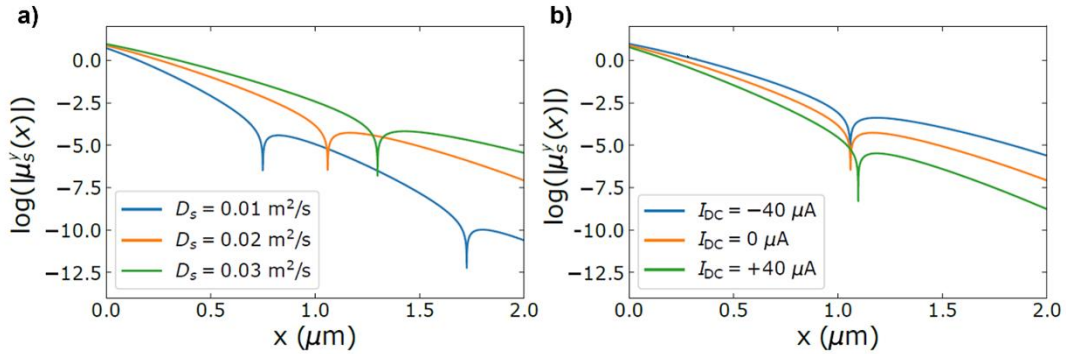 a)
log(|μₛʸ(x)|)
0.0
−2.5
−5.0
−7.5
−10.0
−12.5
Dₛ = 0.01 m²/s
Dₛ = 0.02 m²/s
Dₛ = 0.03 m²/s
0.0 0.5 1.0 1.5 2.0
x (μm)
b)
log(|μₛʸ(x)|)
0.0
−2.5
−5.0
−7.5
−10.0
−12.5
I_DC = −40 μA
I_DC = 0 μA
I_DC = +40 μA
0.0 0.5 1.0 1.5 2.0
x (μm)